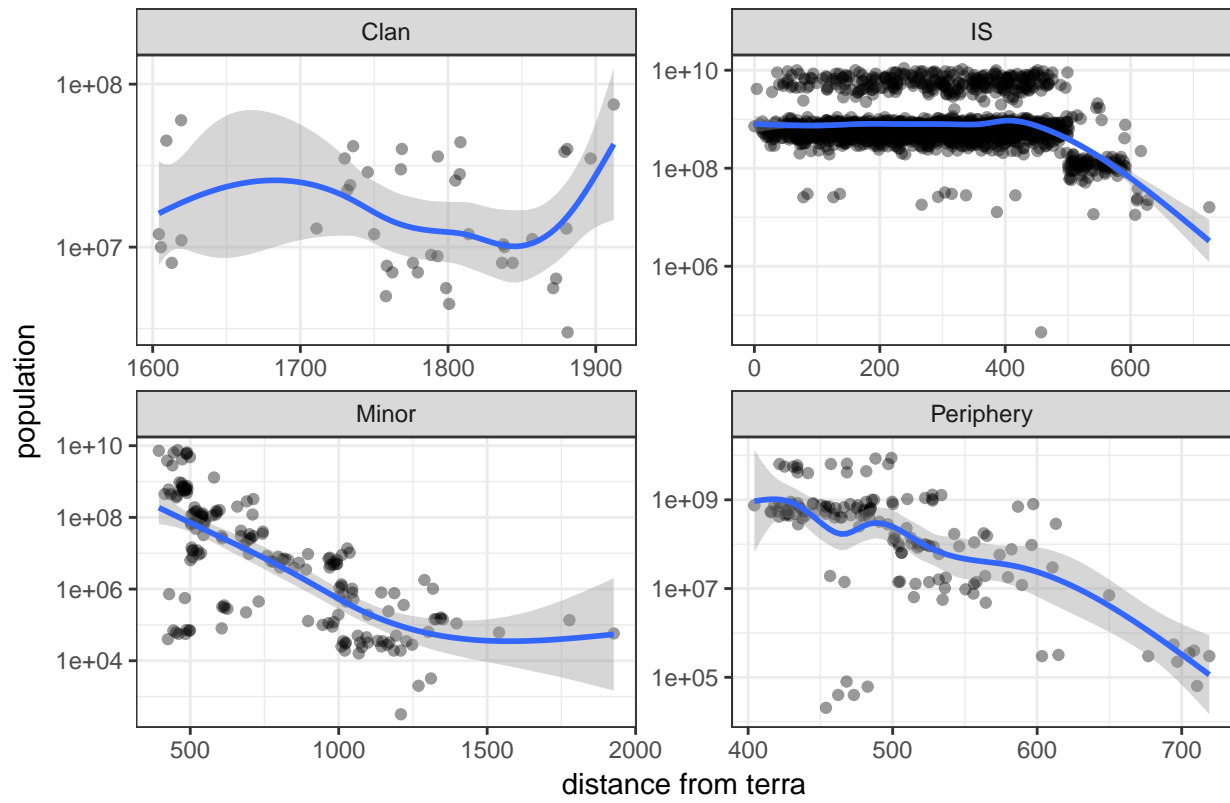 Clan
IS
1e+08
1e+07
1600 1700 1800 1900
1e+10
1e+08
1e+06
0 200 400 600
Minor
Periphery
1e+10
1e+08
1e+06
1e+04
500 1000 1500 2000
1e+09
1e+07
1e+05
400 500 600 700
population
distance from terra